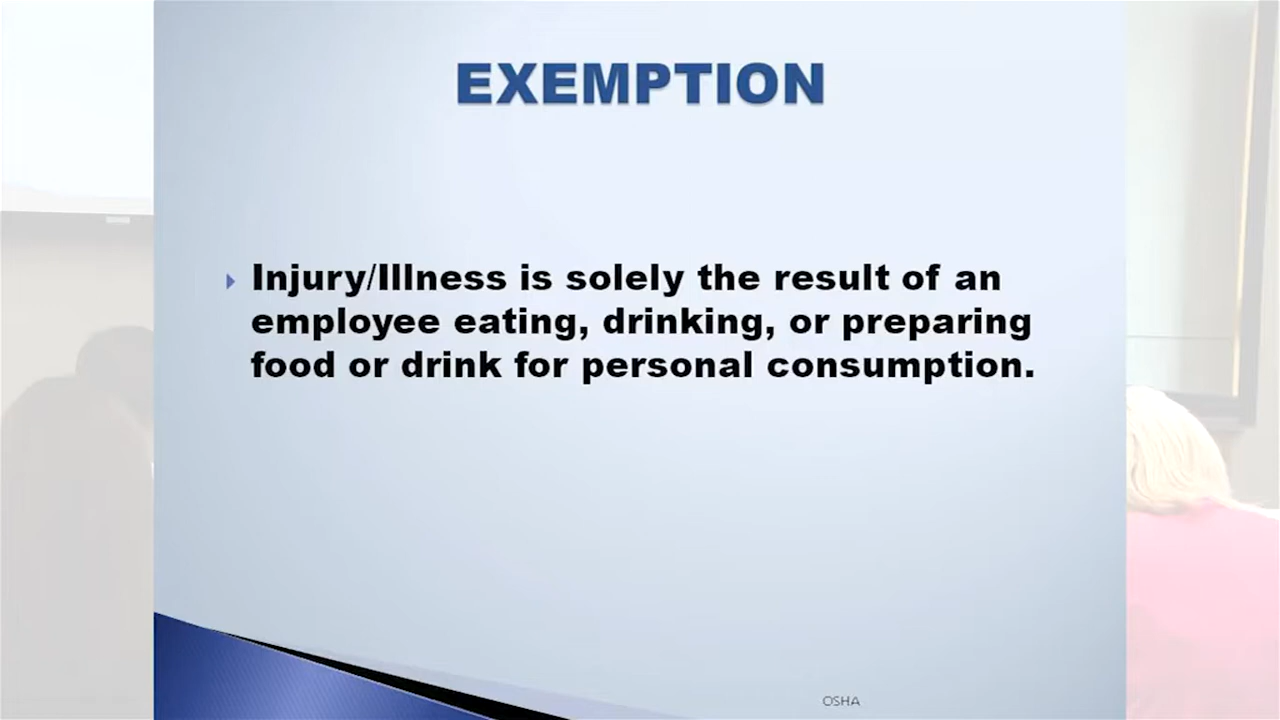 EXEMPTION
Injury/Illness is solely the result of an
employee eating, drinking, or preparing
food or drink for personal consumption.
OSHA